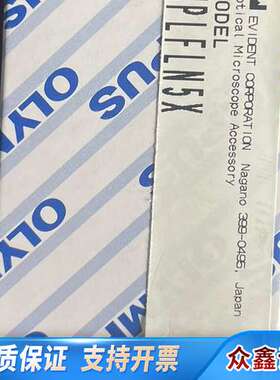 EVIDENT CORPORATION Nagano 399-0495, Japan
Optical Microscope Accessory
MODEL
PLFLN5X
OLYMPUS
OLYM
质保证 支持开票
众鑫